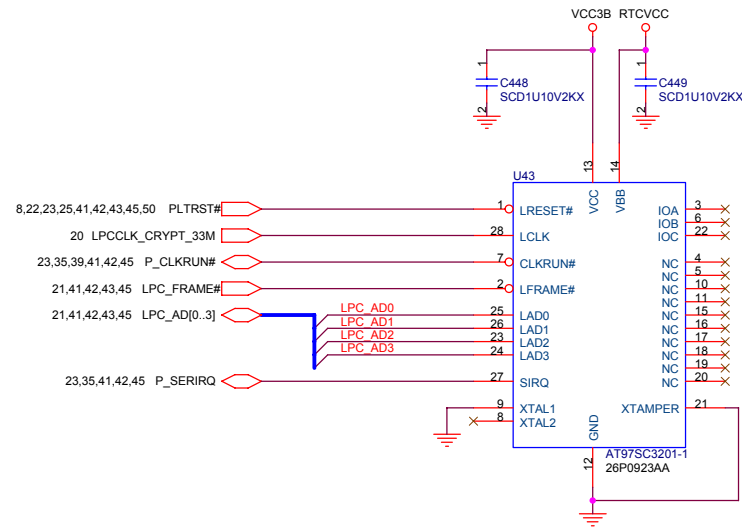 VCC3B RTCVCC
1 C448 SCD1U10V2KX 2
1 C449 SCD1U10V2KX 2
13 14
U43
VCC VBB
8,22,23,25,41,42,43,45,50 PLTRST# 1 LRESET#
20 LPCCLK_CRYPT_33M 28 LCLK
23,35,39,41,42,45 P_CLKRUN# 7 CLKRUN#
21,41,42,43,45 LPC_FRAME# 2 LFRAME#
21,41,42,43,45 LPC_AD[0..3]
LPC_AD0 25 LAD0
LPC_AD1 26 LAD1
LPC_AD2 23 LAD2
LPC_AD3 24 LAD3
23,35,41,42,45 P_SERIRQ 27 SIRQ
9 XTAL1
8 XTAL2
IOA 3
IOB 6
IOC 22
NC 4
NC 5
NC 10
NC 11
NC 15
NC 16
NC 17
NC 18
NC 19
NC 20
XTAMPER 21
GND
12
AT97SC3201-1
26P0923AA